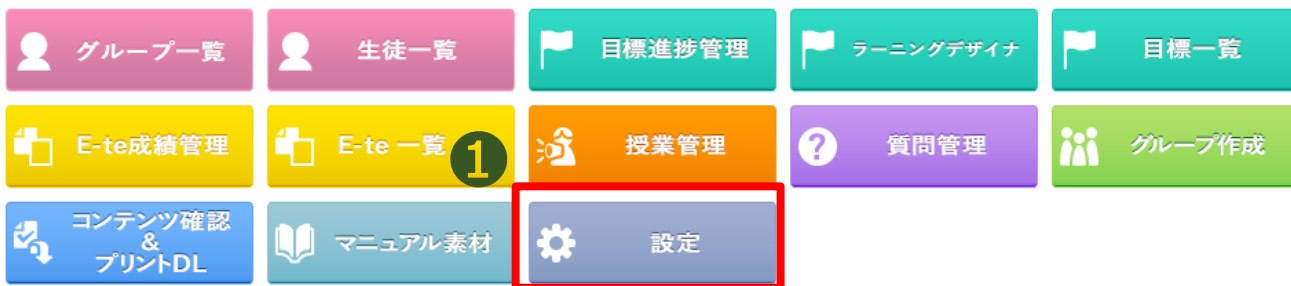 グループ一覧
生徒一覧
目標進捗管理
ラーニングデザイナ
目標一覧
E-te成績管理
E-te 一覧
1
授業管理
?
質問管理
グループ作成
コンテンツ確認
&
プリントDL
マニュアル素材
設定